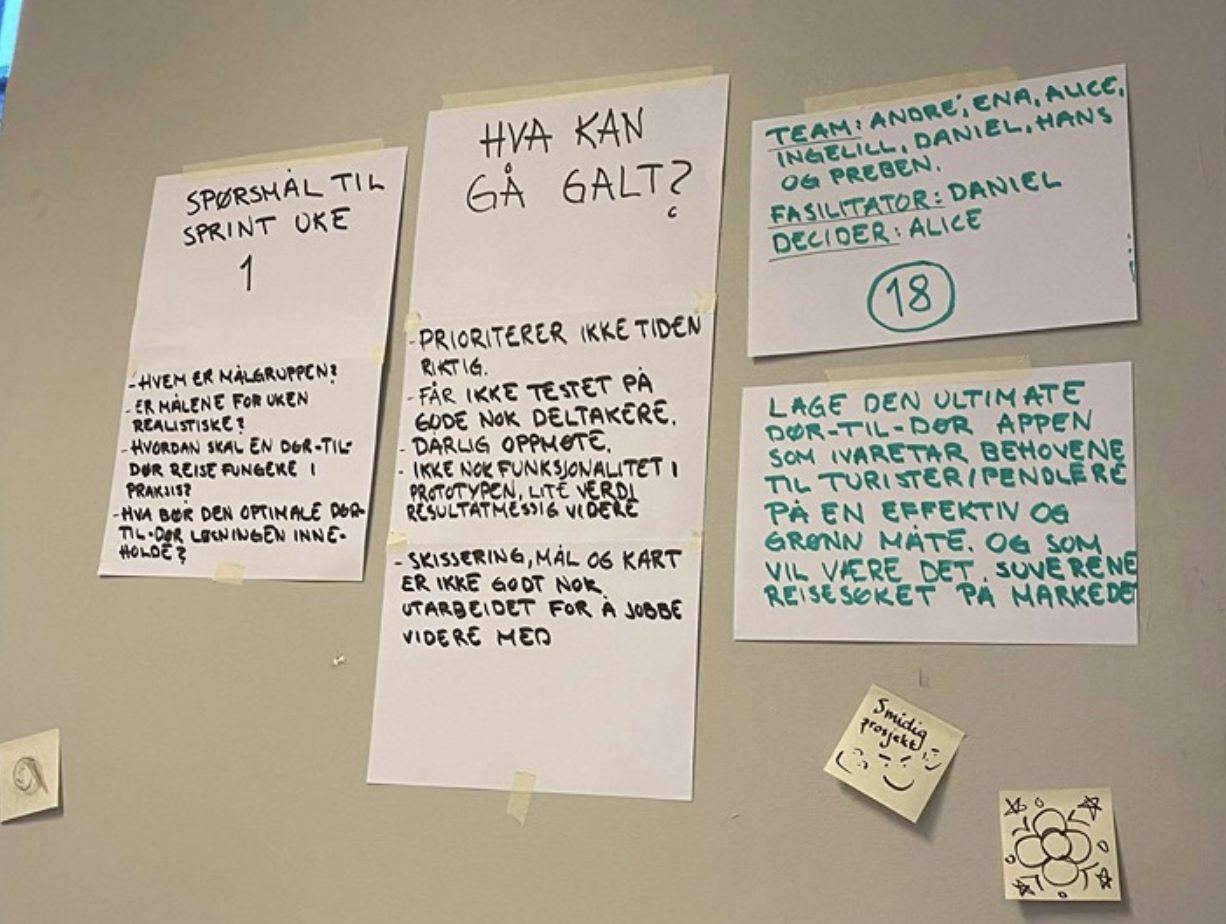 SPØRSMÅL TIL
SPRINT UKE
1
-HVEM ER MÅLGRUPPEN?
-ER MÅLENE FOR UKEN
REALISTISKE?
-HVORDAN SKAL EN DØR-TIL-
DØR REISE FUNGERE I
PRAKSIS?
-HVA BØR DEN OPTIMALE DØR-
TIL-DØR LØSNINGEN INNE-
HOLDE?
HVA KAN
GÅ GALT?
-PRIORITERER IKKE TIDEN
RIKTIG.
-FÅR IKKE TESTET PÅ
GODE NOK DELTAKERE.
-DÅRLIG OPPMØTE.
-IKKE NOK FUNKSJONALITET I
PROTOTYPEN, LITE VERDI
RESULTATMESSIG VIDERE
-SKISSERING, MÅL OG KART
ER IKKE GODT NOK
UTARBEIDET FOR Å JOBBE
VIDERE MED
TEAM: ANDRÉ, ENA, ALICE,
INGELILL, DANIEL, HANS
OG PREBEN.
FASILITATOR: DANIEL
DECIDER: ALICE
18
LAGE DEN ULTIMATE
DØR-TIL-DØR APPEN
SOM IVARETAR BEHOVENE
TIL TURISTER/PENDLERE
PÅ EN EFFEKTIV OG
GRØNN MÅTE. OG SOM
VIL VÆRE DET SUVERENE
REISESØKET PÅ MARKEDET
Smidig
prosjekt